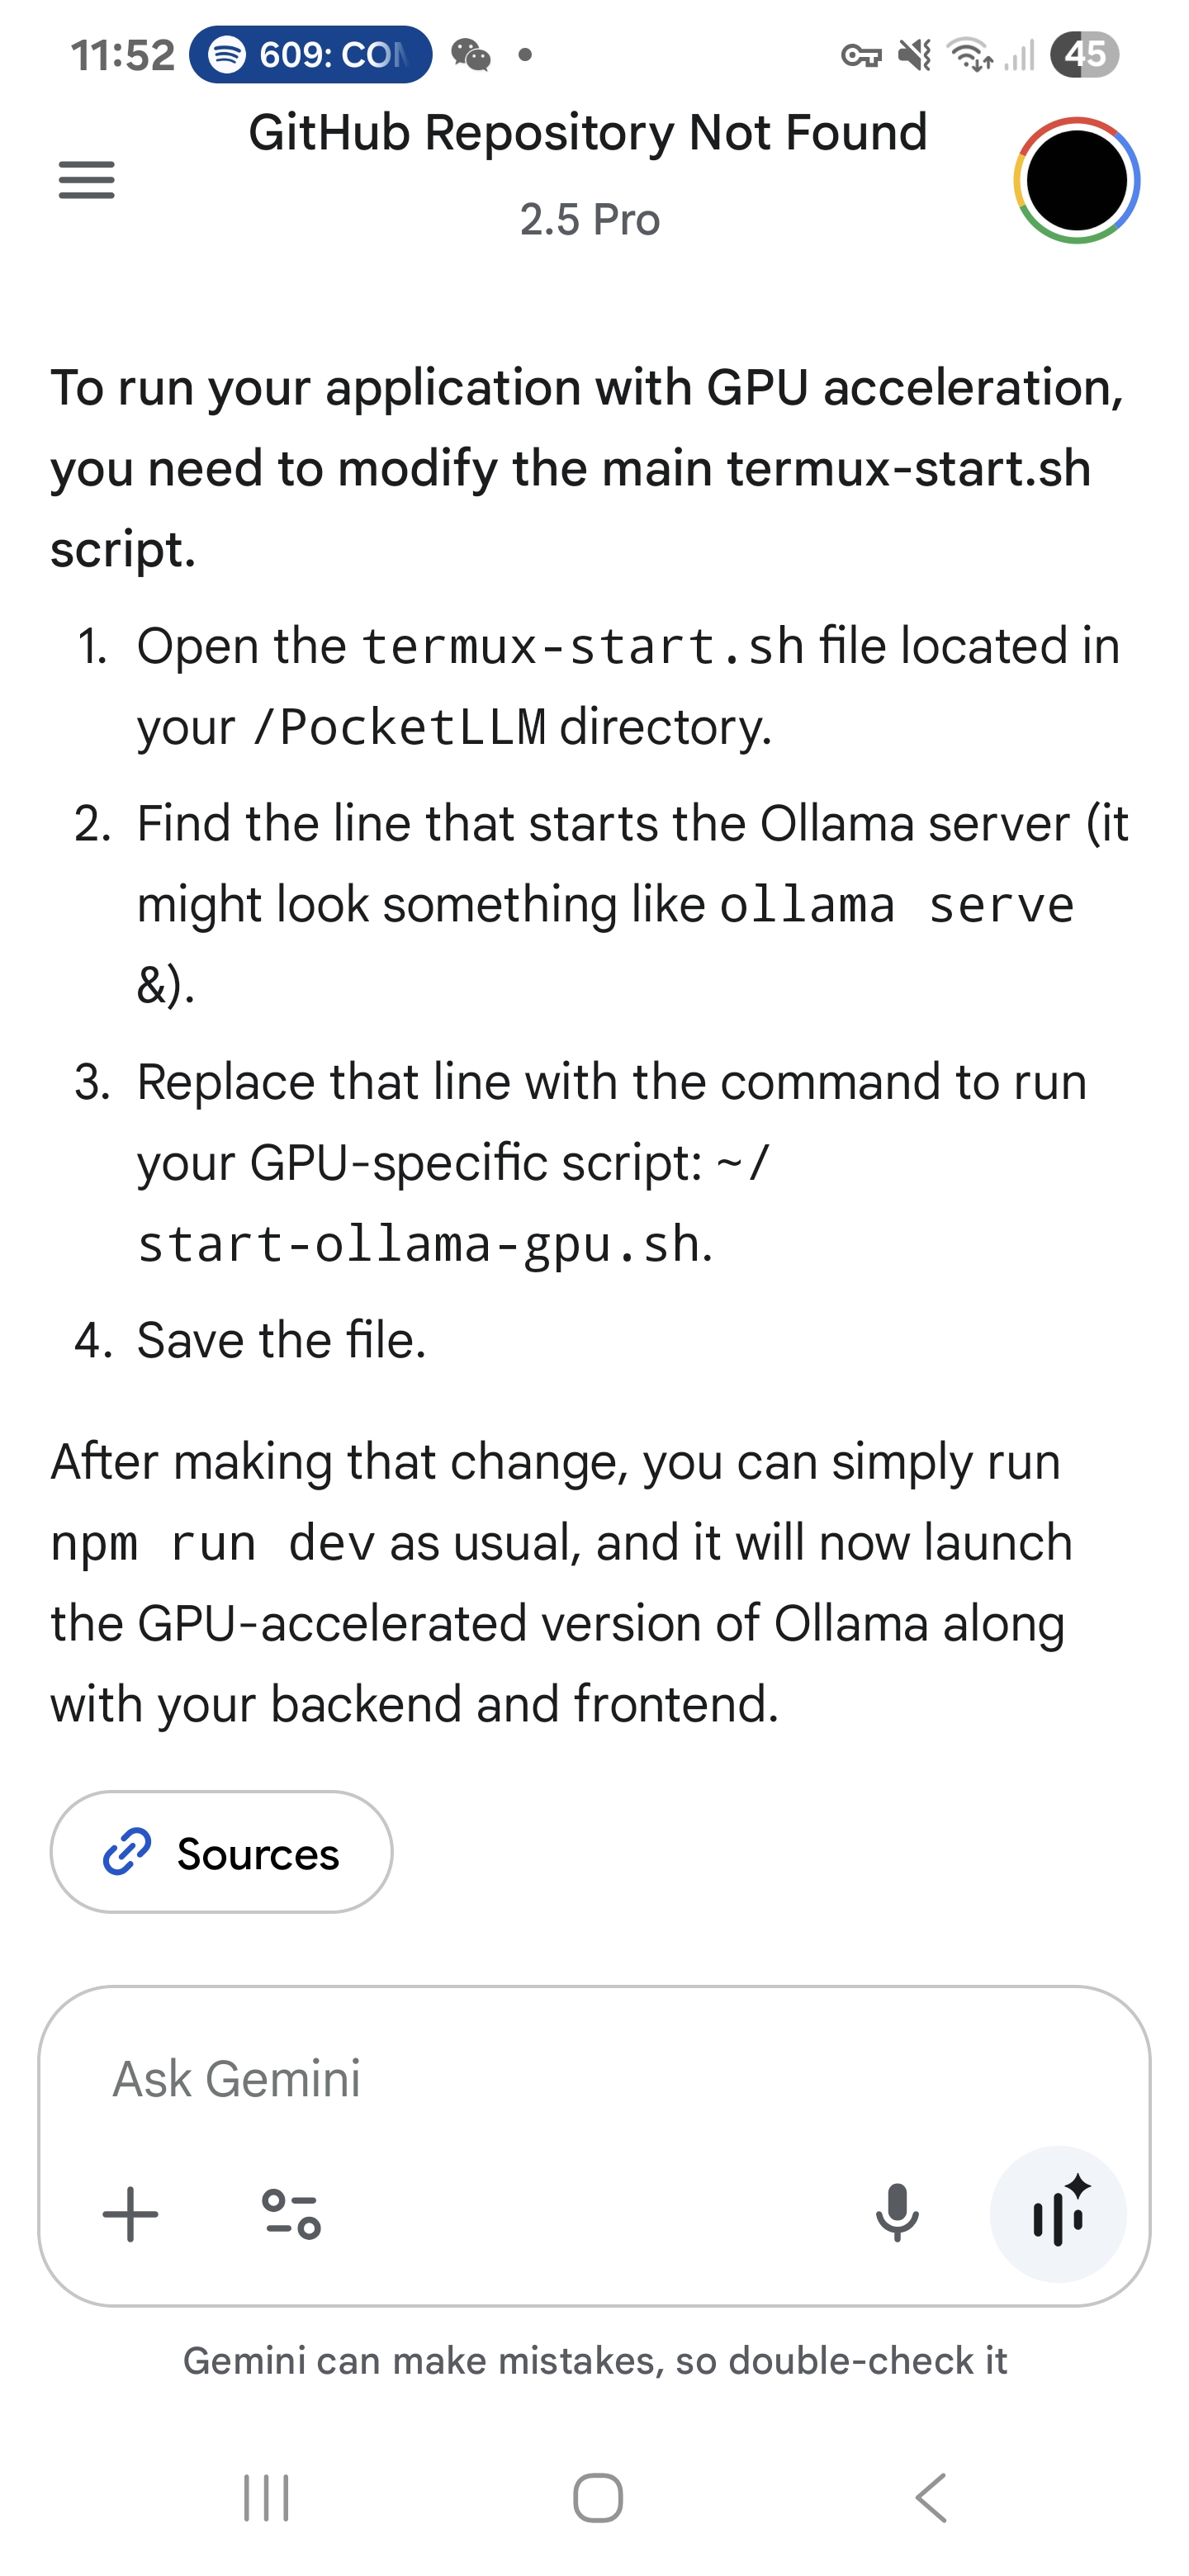 11:52 609: CO 45
GitHub Repository Not Found
2.5 Pro
To run your application with GPU acceleration,
you need to modify the main termux-start.sh
script.
1. Open the termux-start.sh file located in
your /PocketLLM directory.
2. Find the line that starts the Ollama server (it
might look something like ollama serve
&).
3. Replace that line with the command to run
your GPU-specific script: ~/
start-ollama-gpu.sh.
4. Save the file.
After making that change, you can simply run
npm run dev as usual, and it will now launch
the GPU-accelerated version of Ollama along
with your backend and frontend.
Sources
Ask Gemini
Gemini can make mistakes, so double-check it